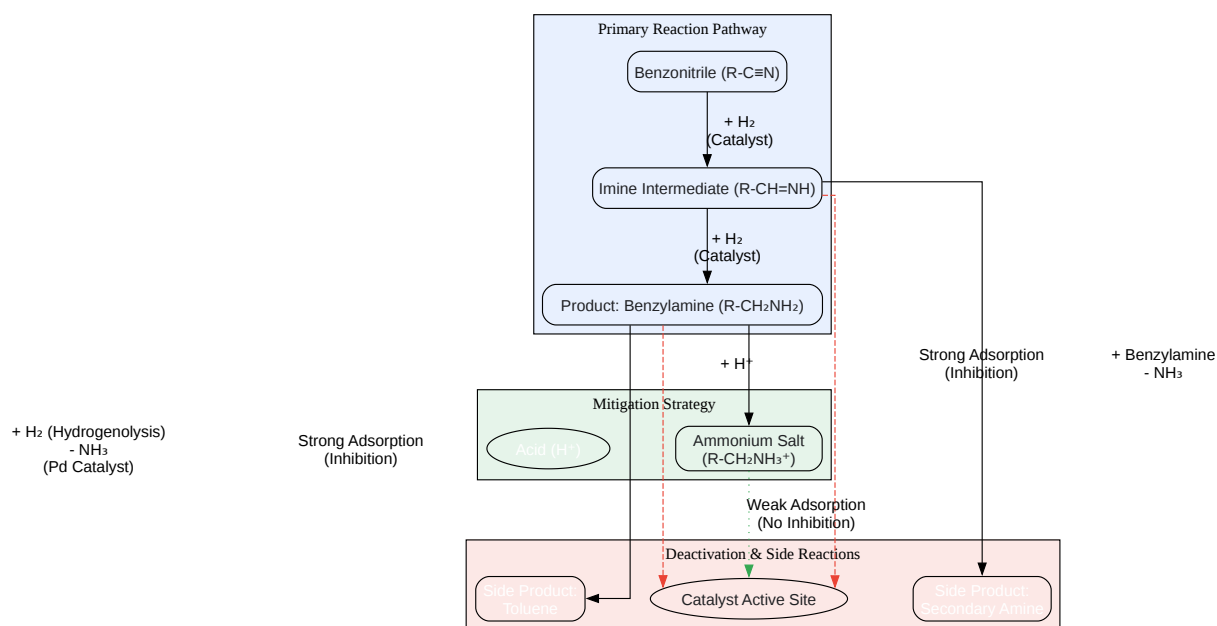 Primary Reaction Pathway
Benzonitrile (R-C≡N)
+ H₂
(Catalyst)
Imine Intermediate (R-CH=NH)
+ H₂
(Catalyst)
Product: Benzylamine (R-CH₂NH₂)
+ H⁺
Strong Adsorption
(Inhibition)
+ Benzylamine
- NH₃
Mitigation Strategy
+ H₂ (Hydrogenolysis)
- NH₃
(Pd Catalyst)
Strong Adsorption
(Inhibition)
Acid (H⁺)
Ammonium Salt
(R-CH₂NH₃⁺)
Weak Adsorption
(No Inhibition)
Deactivation & Side Reactions
Side Product:
Toluene
Catalyst Active Site
Side Product:
Secondary Amine